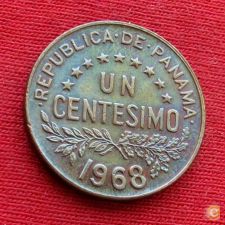 REPUBLICA·DE·PANAMA
UN
CENTESIMO
1968